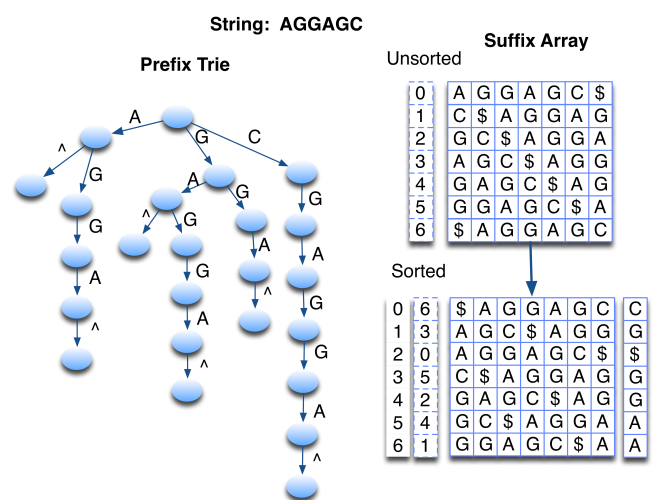 String: AGGAGC
Prefix Trie
A
G
C
^
G
A
G
G
^
G
G
A
A
G
A
^
G
A
^
G
^
A
^
Suffix Array
Unsorted
0 A G G A G C $
1 C $ A G G A G
2 G C $ A G G A
3 A G C $ A G G
4 G A G C $ A G
5 G G A G C $ A
6 $ A G G A G C
Sorted
0 6 $ A G G A G C C
1 3 A G C $ A G G G
2 0 A G G A G C $ $
3 5 C $ A G G A G G
4 2 G A G C $ A G G
5 4 G C $ A G G A A
6 1 G G A G C $ A A